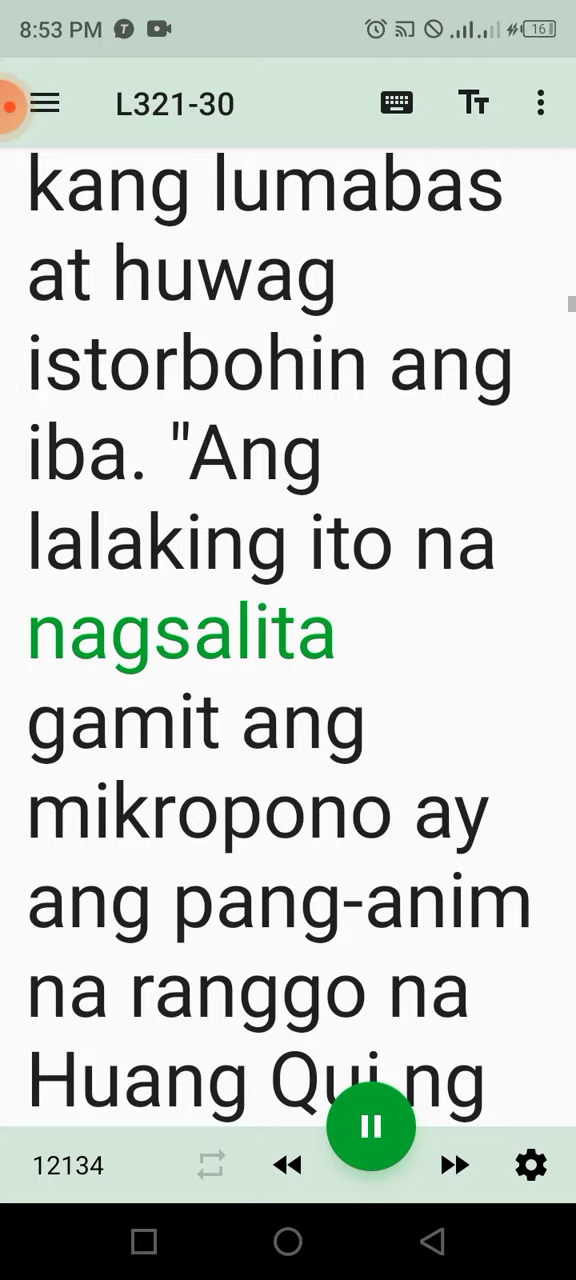 8:53 PM
16
L321-30
kang lumabas
at huwag
istorbohin ang
iba. "Ang
lalaking ito na
nagsalita
gamit ang
mikropono ay
ang pang-anim
na ranggo na
Huang Qui ng
12134